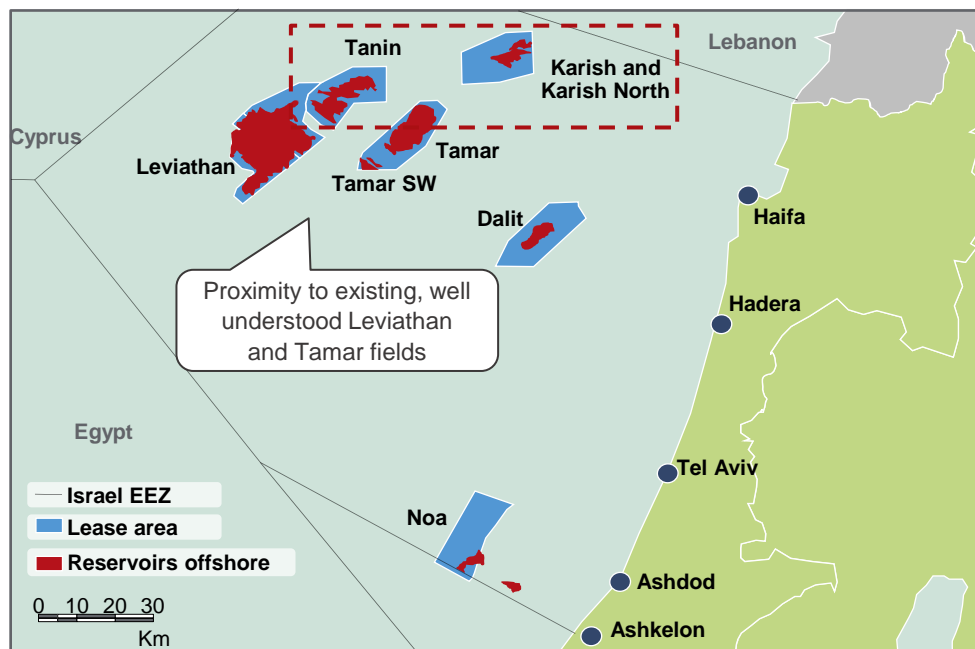 Tanin
Lebanon
Karish and
Karish North
Cyprus
Leviathan
Tamar
Tamar SW
Dalit
Haifa
Proximity to existing, well
understood Leviathan
and Tamar fields
Hadera
Egypt
Tel Aviv
Israel EEZ
Lease area
Reservoirs offshore
Noa
Ashdod
0 10 20 30
Km
Ashkelon